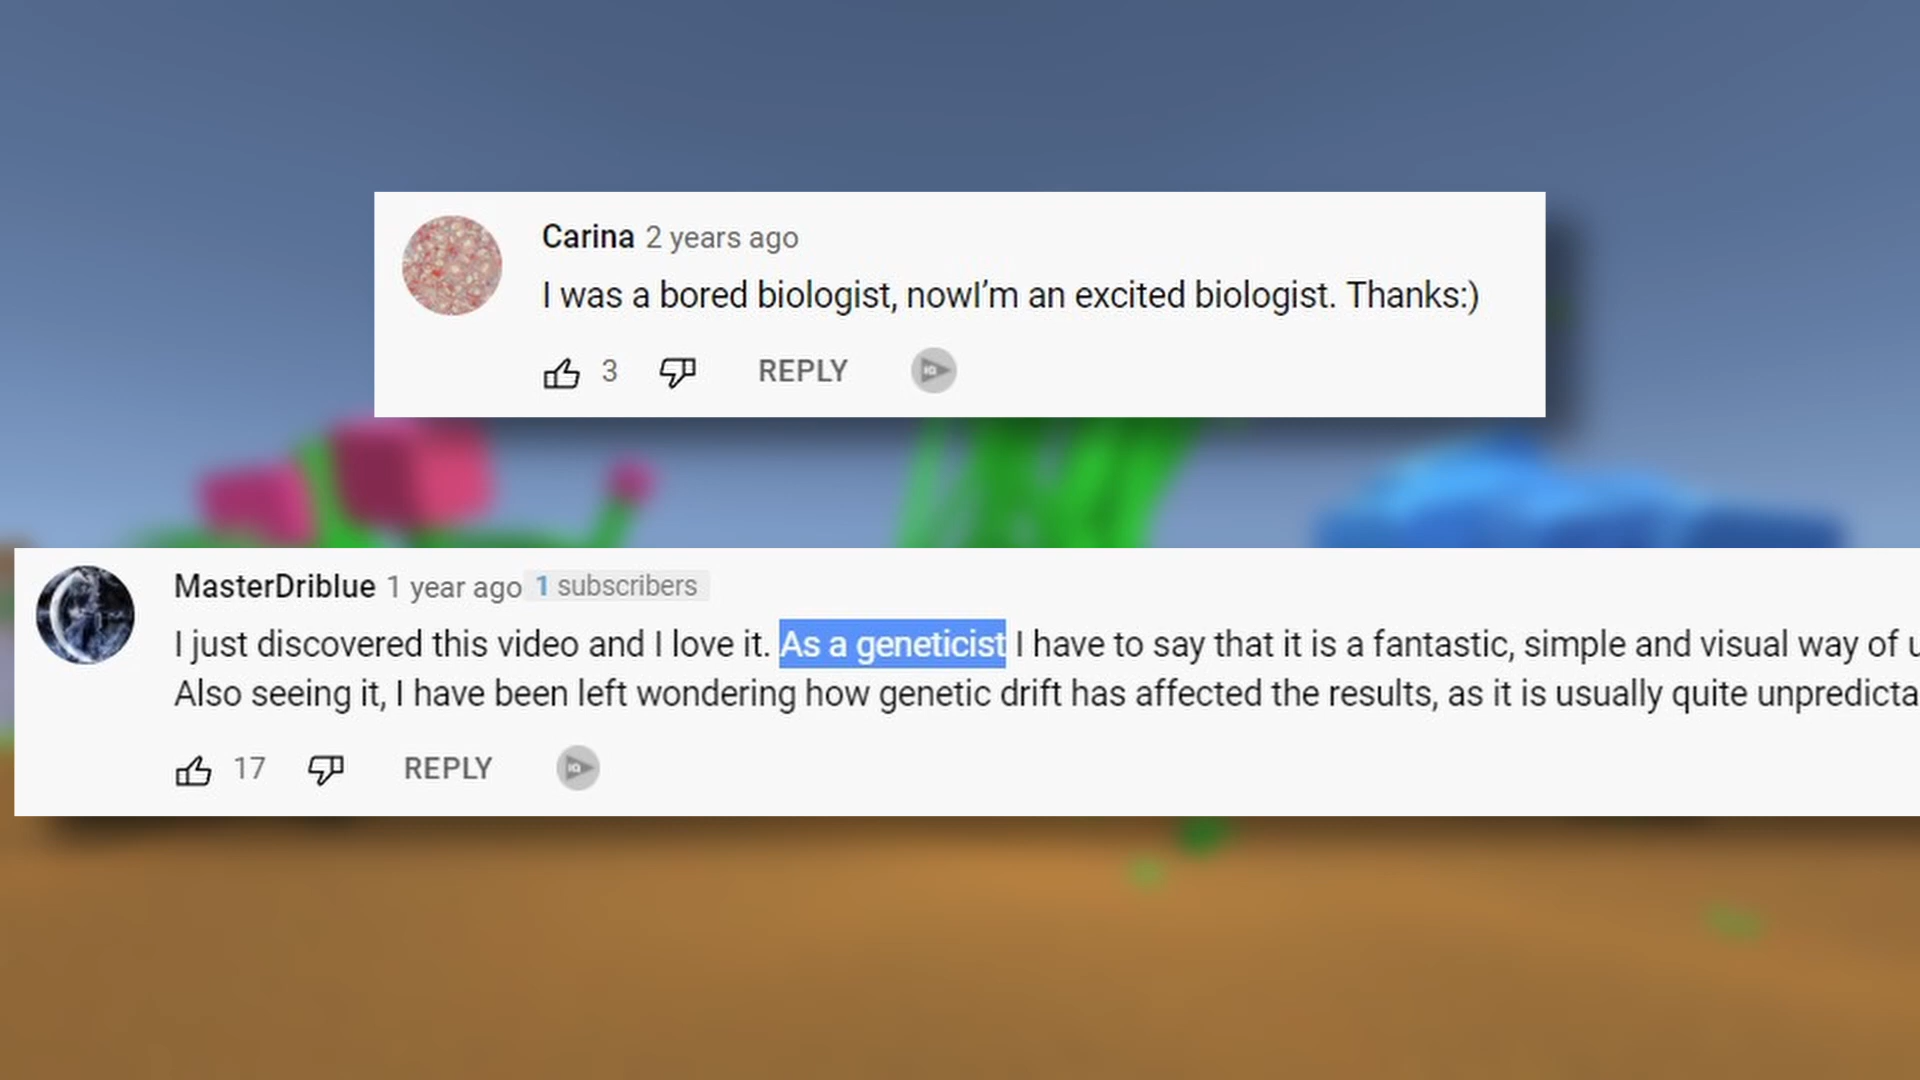 Carina 2 years ago
I was a bored biologist, nowI’m an excited biologist. Thanks:)
3 REPLY IQ
MasterDriblue 1 year ago 1 subscribers
I just discovered this video and I love it. As a geneticist I have to say that it is a fantastic, simple and visual way of
Also seeing it, I have been left wondering how genetic drift has affected the results, as it is usually quite
17 REPLY IQ